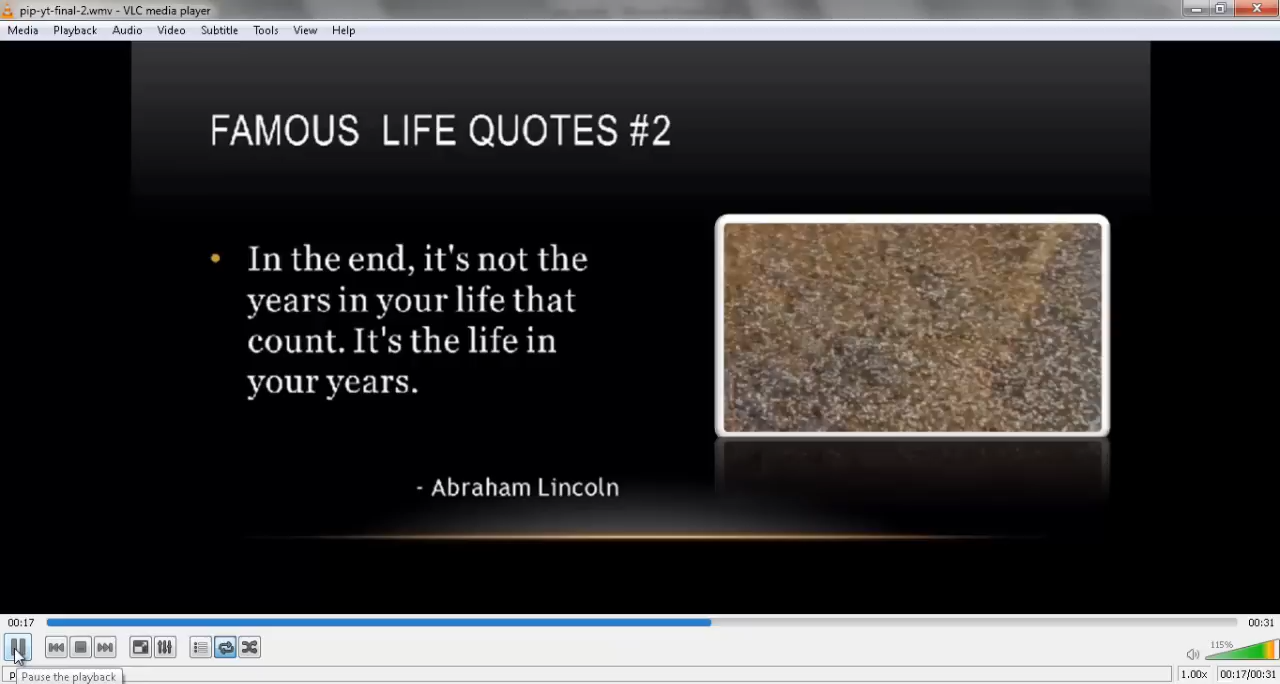 pip-yt-final-2.wmv - VLC media player
Media Playback Audio Video Subtitle Tools View Help
FAMOUS LIFE QUOTES #2
• In the end, it's not the
years in your life that
count. It's the life in
your years.
- Abraham Lincoln
00:17 00:31
115%
Pause the playback
1.00x 00:17/00:31